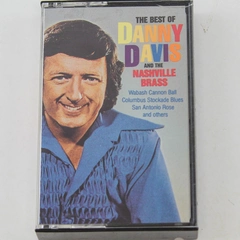 THE BEST OF
DANNY
DAVIS
AND THE
NASHVILLE
BRASS
Wabash Cannon Ball
Columbus Stockade Blues
San Antonio Rose
and others